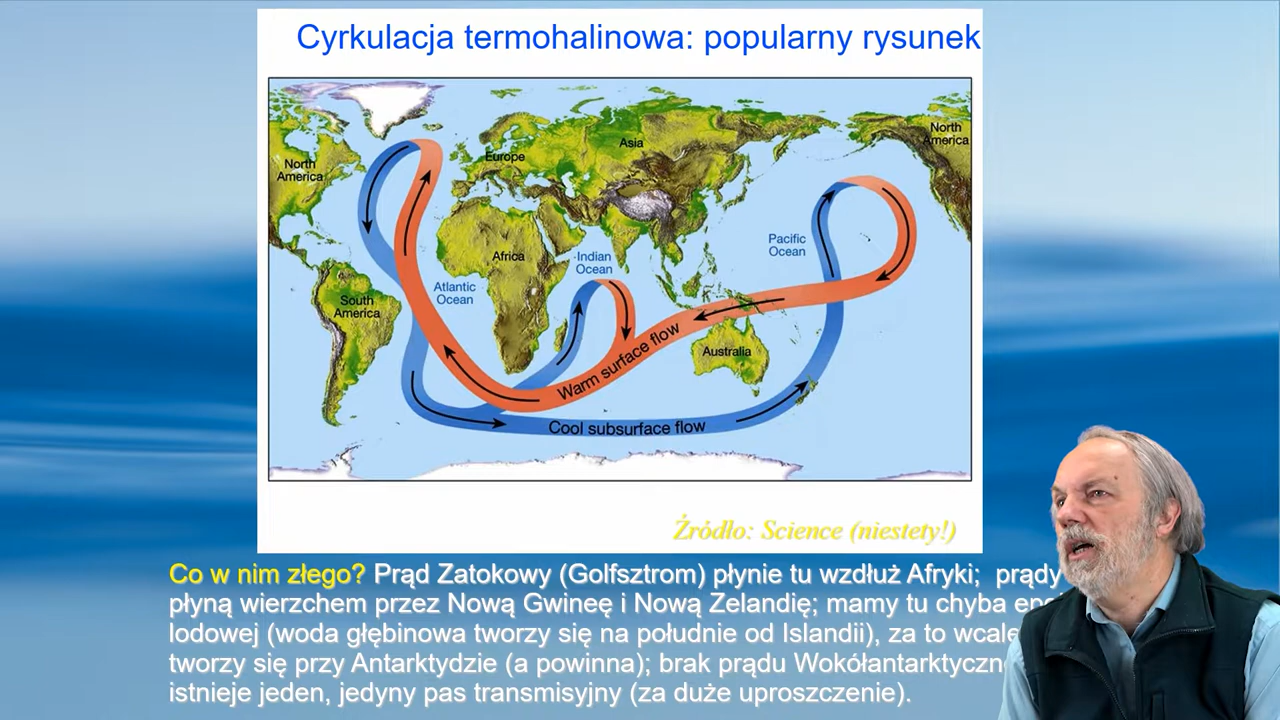 Cyrkulacja termohalinowa: popularny rysunek
North
America
Europe
Asia
North
America
Pacific
Ocean
Africa
Indian
Ocean
Atlantic
Ocean
South
America
Australia
Warm surface flow
Cool subsurface flow
Źródło: Science (niestety!)
Co w nim złego? Prąd Zatokowy (Golfsztrom) płynie tu wzdłuż Afryki; prądy
płyną wierzchem przez Nową Gwineę i Nową Zelandię; mamy tu chyba
lodowej (woda głębinowa tworzy się na południe od Islandii), za to wcale
tworzy się przy Antarktydzie (a powinna); brak prądu
istnieje jeden, jedyny pas transmisyjny (za duże uproszczenie).